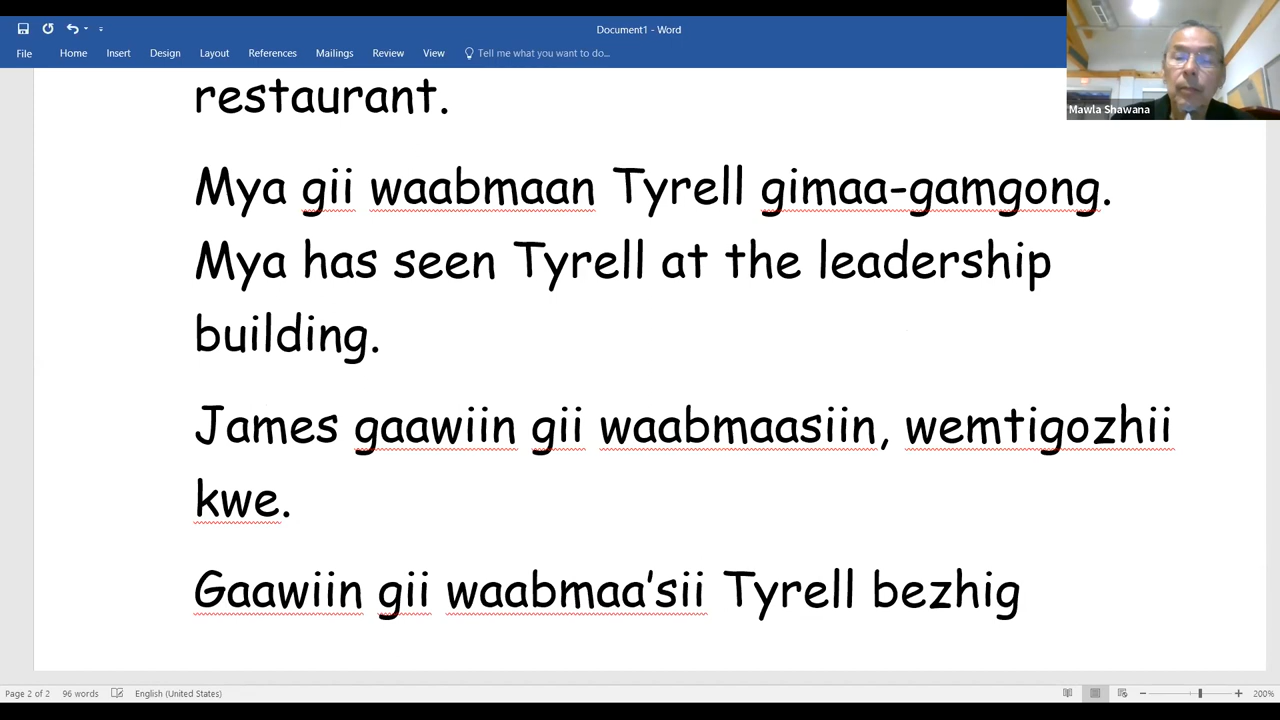 Document1 - Word
File Home Insert Design Layout References Mailings Review View Tell me what you want to do...
Mawla Shawana
restaurant.
Mya gii waabmaan Tyrell gimaa-gamgong.
Mya has seen Tyrell at the leadership
building.
James gaawiin gii waabmaasiin, wemtigozhii
kwe.
Gaawiin gii waabmaa’sii Tyrell bezhig
Page 2 of 2 96 words English (United States) 200%